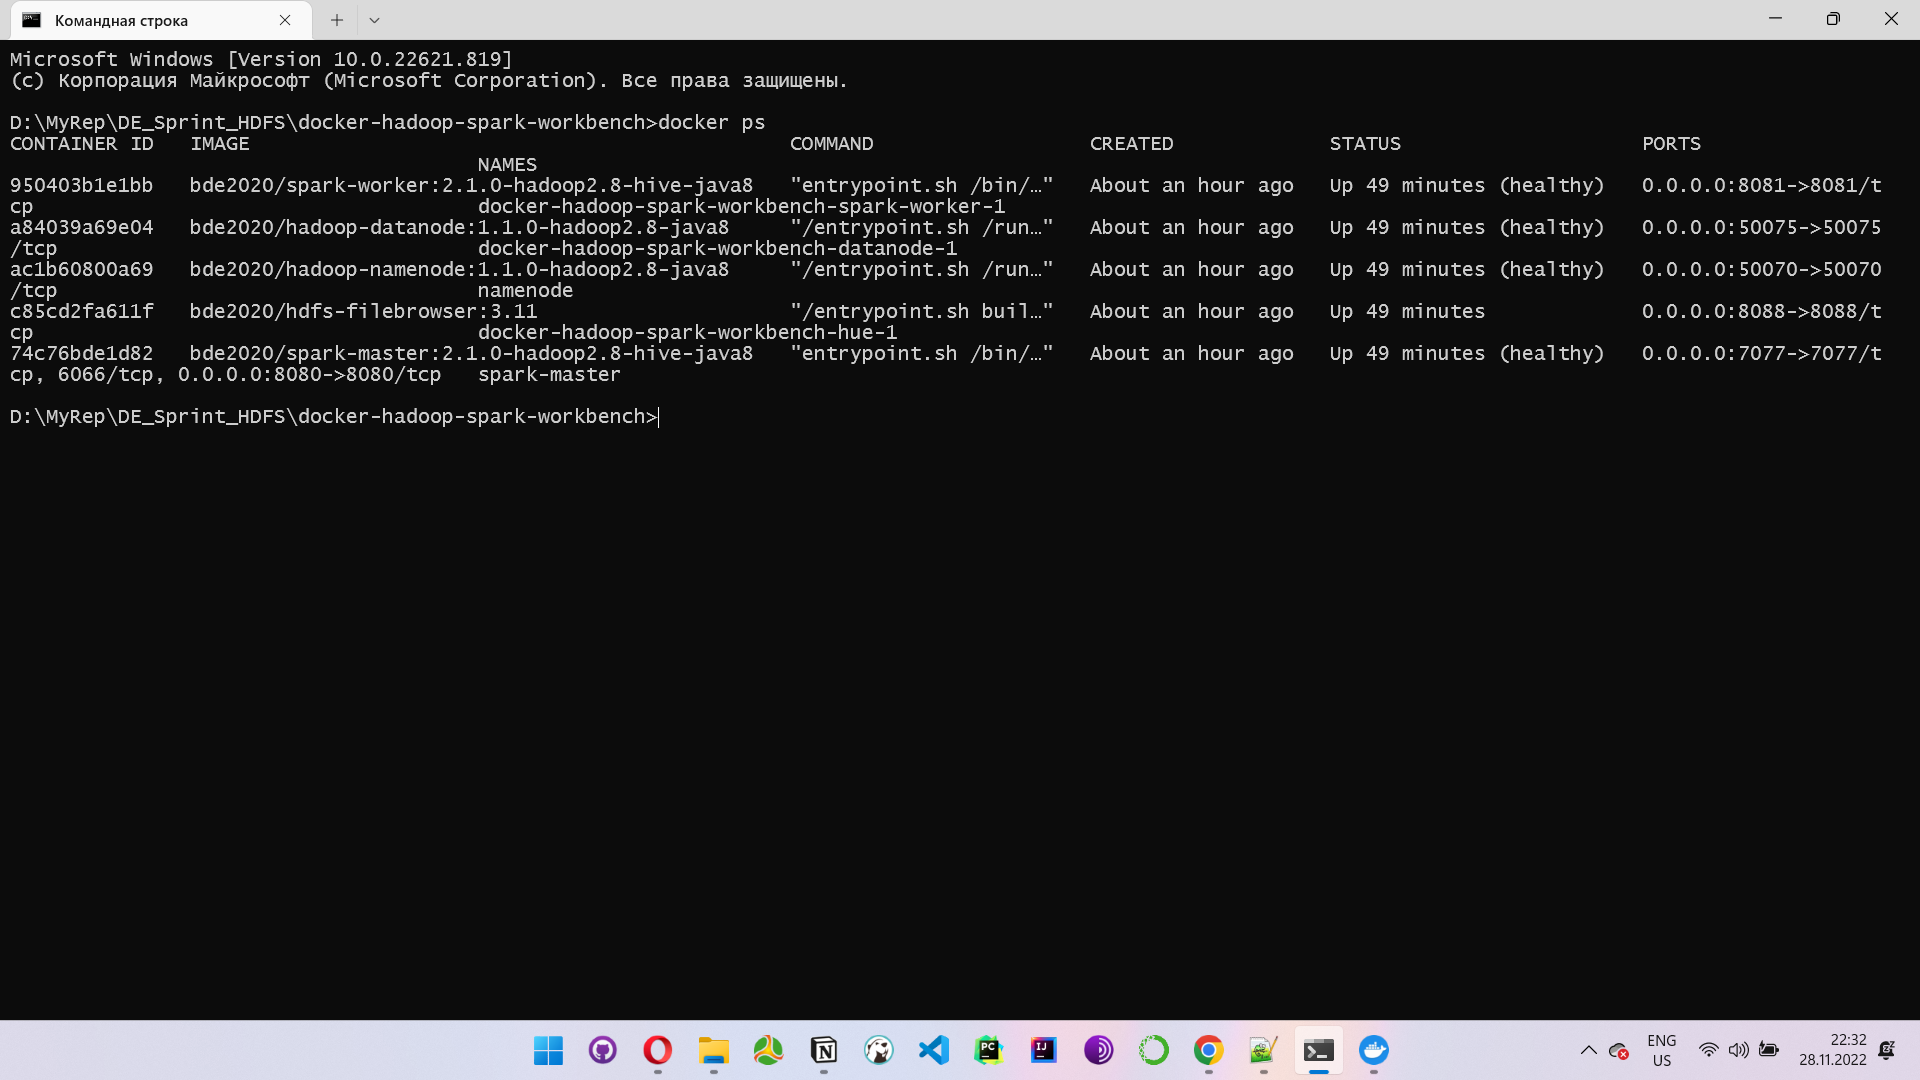 Командная строка
Microsoft Windows [Version 10.0.22621.819]
(c) Корпорация Майкрософт (Microsoft Corporation). Все права защищены.
D:\MyRep\DE_Sprint_HDFS\docker-hadoop-spark-workbench>docker ps
CONTAINER ID   IMAGE                                             COMMAND                  CREATED             STATUS                    PORTS
                                       NAMES
950403b1e1bb   bde2020/spark-worker:2.1.0-hadoop2.8-hive-java8   "entrypoint.sh /bin/…"   About an hour ago   Up 49 minutes (healthy)   0.0.0.0:8081->8081/t
cp                                     docker-hadoop-spark-workbench-spark-worker-1
a84039a69e04   bde2020/hadoop-datanode:1.1.0-hadoop2.8-java8     "/entrypoint.sh /run…"   About an hour ago   Up 49 minutes (healthy)   0.0.0.0:50075->50075
/tcp                                   docker-hadoop-spark-workbench-datanode-1
ac1b60800a69   bde2020/hadoop-namenode:1.1.0-hadoop2.8-java8     "/entrypoint.sh /run…"   About an hour ago   Up 49 minutes (healthy)   0.0.0.0:50070->50070
/tcp                                   namenode
c85cd2fa611f   bde2020/hdfs-filebrowser:3.11                     "/entrypoint.sh buil…"   About an hour ago   Up 49 minutes             0.0.0.0:8088->8088/t
cp                                     docker-hadoop-spark-workbench-hue-1
74c76bde1d82   bde2020/spark-master:2.1.0-hadoop2.8-hive-java8   "entrypoint.sh /bin/…"   About an hour ago   Up 49 minutes (healthy)   0.0.0.0:7077->7077/t
cp, 6066/tcp, 0.0.0.0:8080->8080/tcp   spark-master
D:\MyRep\DE_Sprint_HDFS\docker-hadoop-spark-workbench>
PC
IJ
ENG
US
22:32
28.11.2022